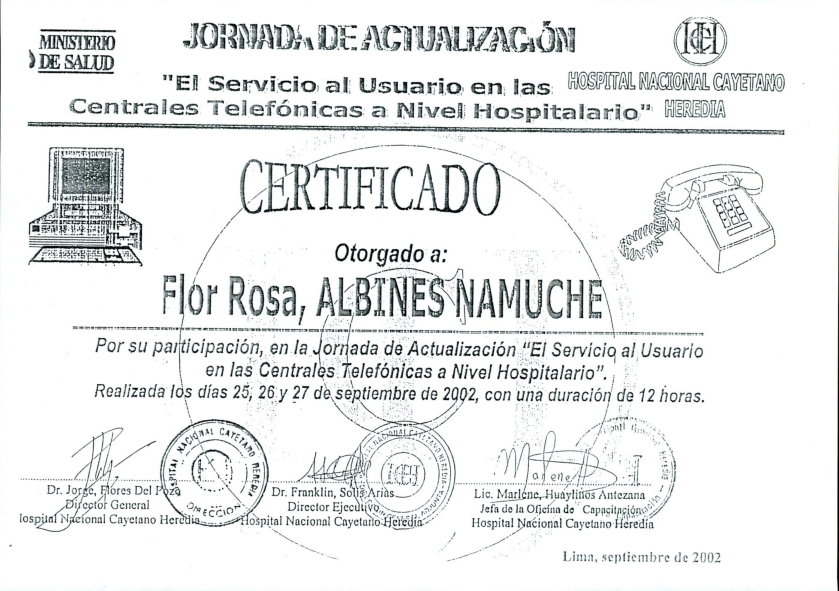 MINISTERIO
DE SALUD
JORNADA DE ACTUALIZACIÓN
"El Servicio al Usuario en las
Centrales Telefónicas a Nivel Hospitalario"
HOSPITAL NACIONAL CAYETANO
HEREDIA
CERTIFICADO
Otorgado a:
Flor Rosa, ALBINES NAMUCHE
Por su participación, en la Jornada de Actualización "El Servicio al Usuario
en las Centrales Telefónicas a Nivel Hospitalario".
Realizada los días 25, 26 y 27 de septiembre de 2002, con una duración de 12 horas.
HOSPITAL NACIONAL CAYETANO HEREDIA
DIRECCION
NACIONAL CAYETANO HEREDIA
Marlene
Dr. Jorge, Flores Del Pozo
Director General
Hospital Nacional Cayetano Heredia
Dr. Franklin, Solis Arias
Director Ejecutivo
Hospital Nacional Cayetano Heredia
Lic. Marlene, Huaylinos Antezana
Jefa de la Oficina de Capacitación
Hospital Nacional Cayetano Heredia
Lima, septiembre de 2002